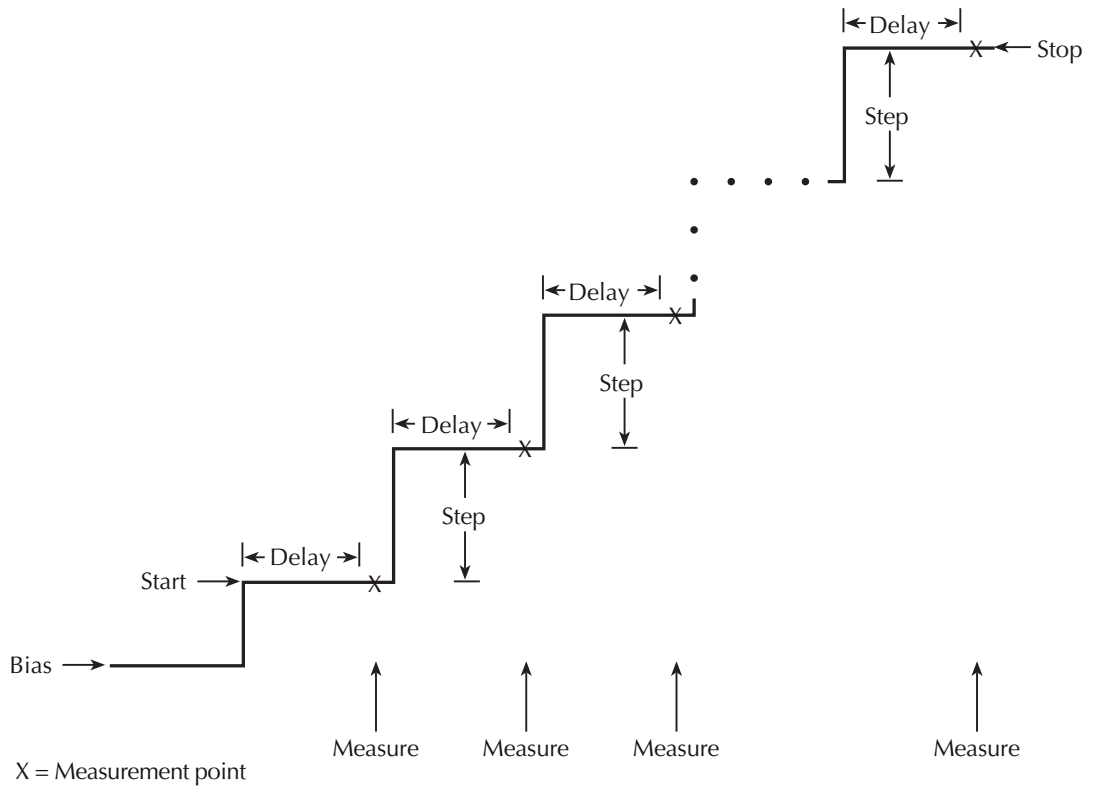 Delay
X
Stop
Step
Delay
X
Step
Delay
X
Step
Delay
Start
X
Bias
Measure
Measure
Measure
Measure
X = Measurement point